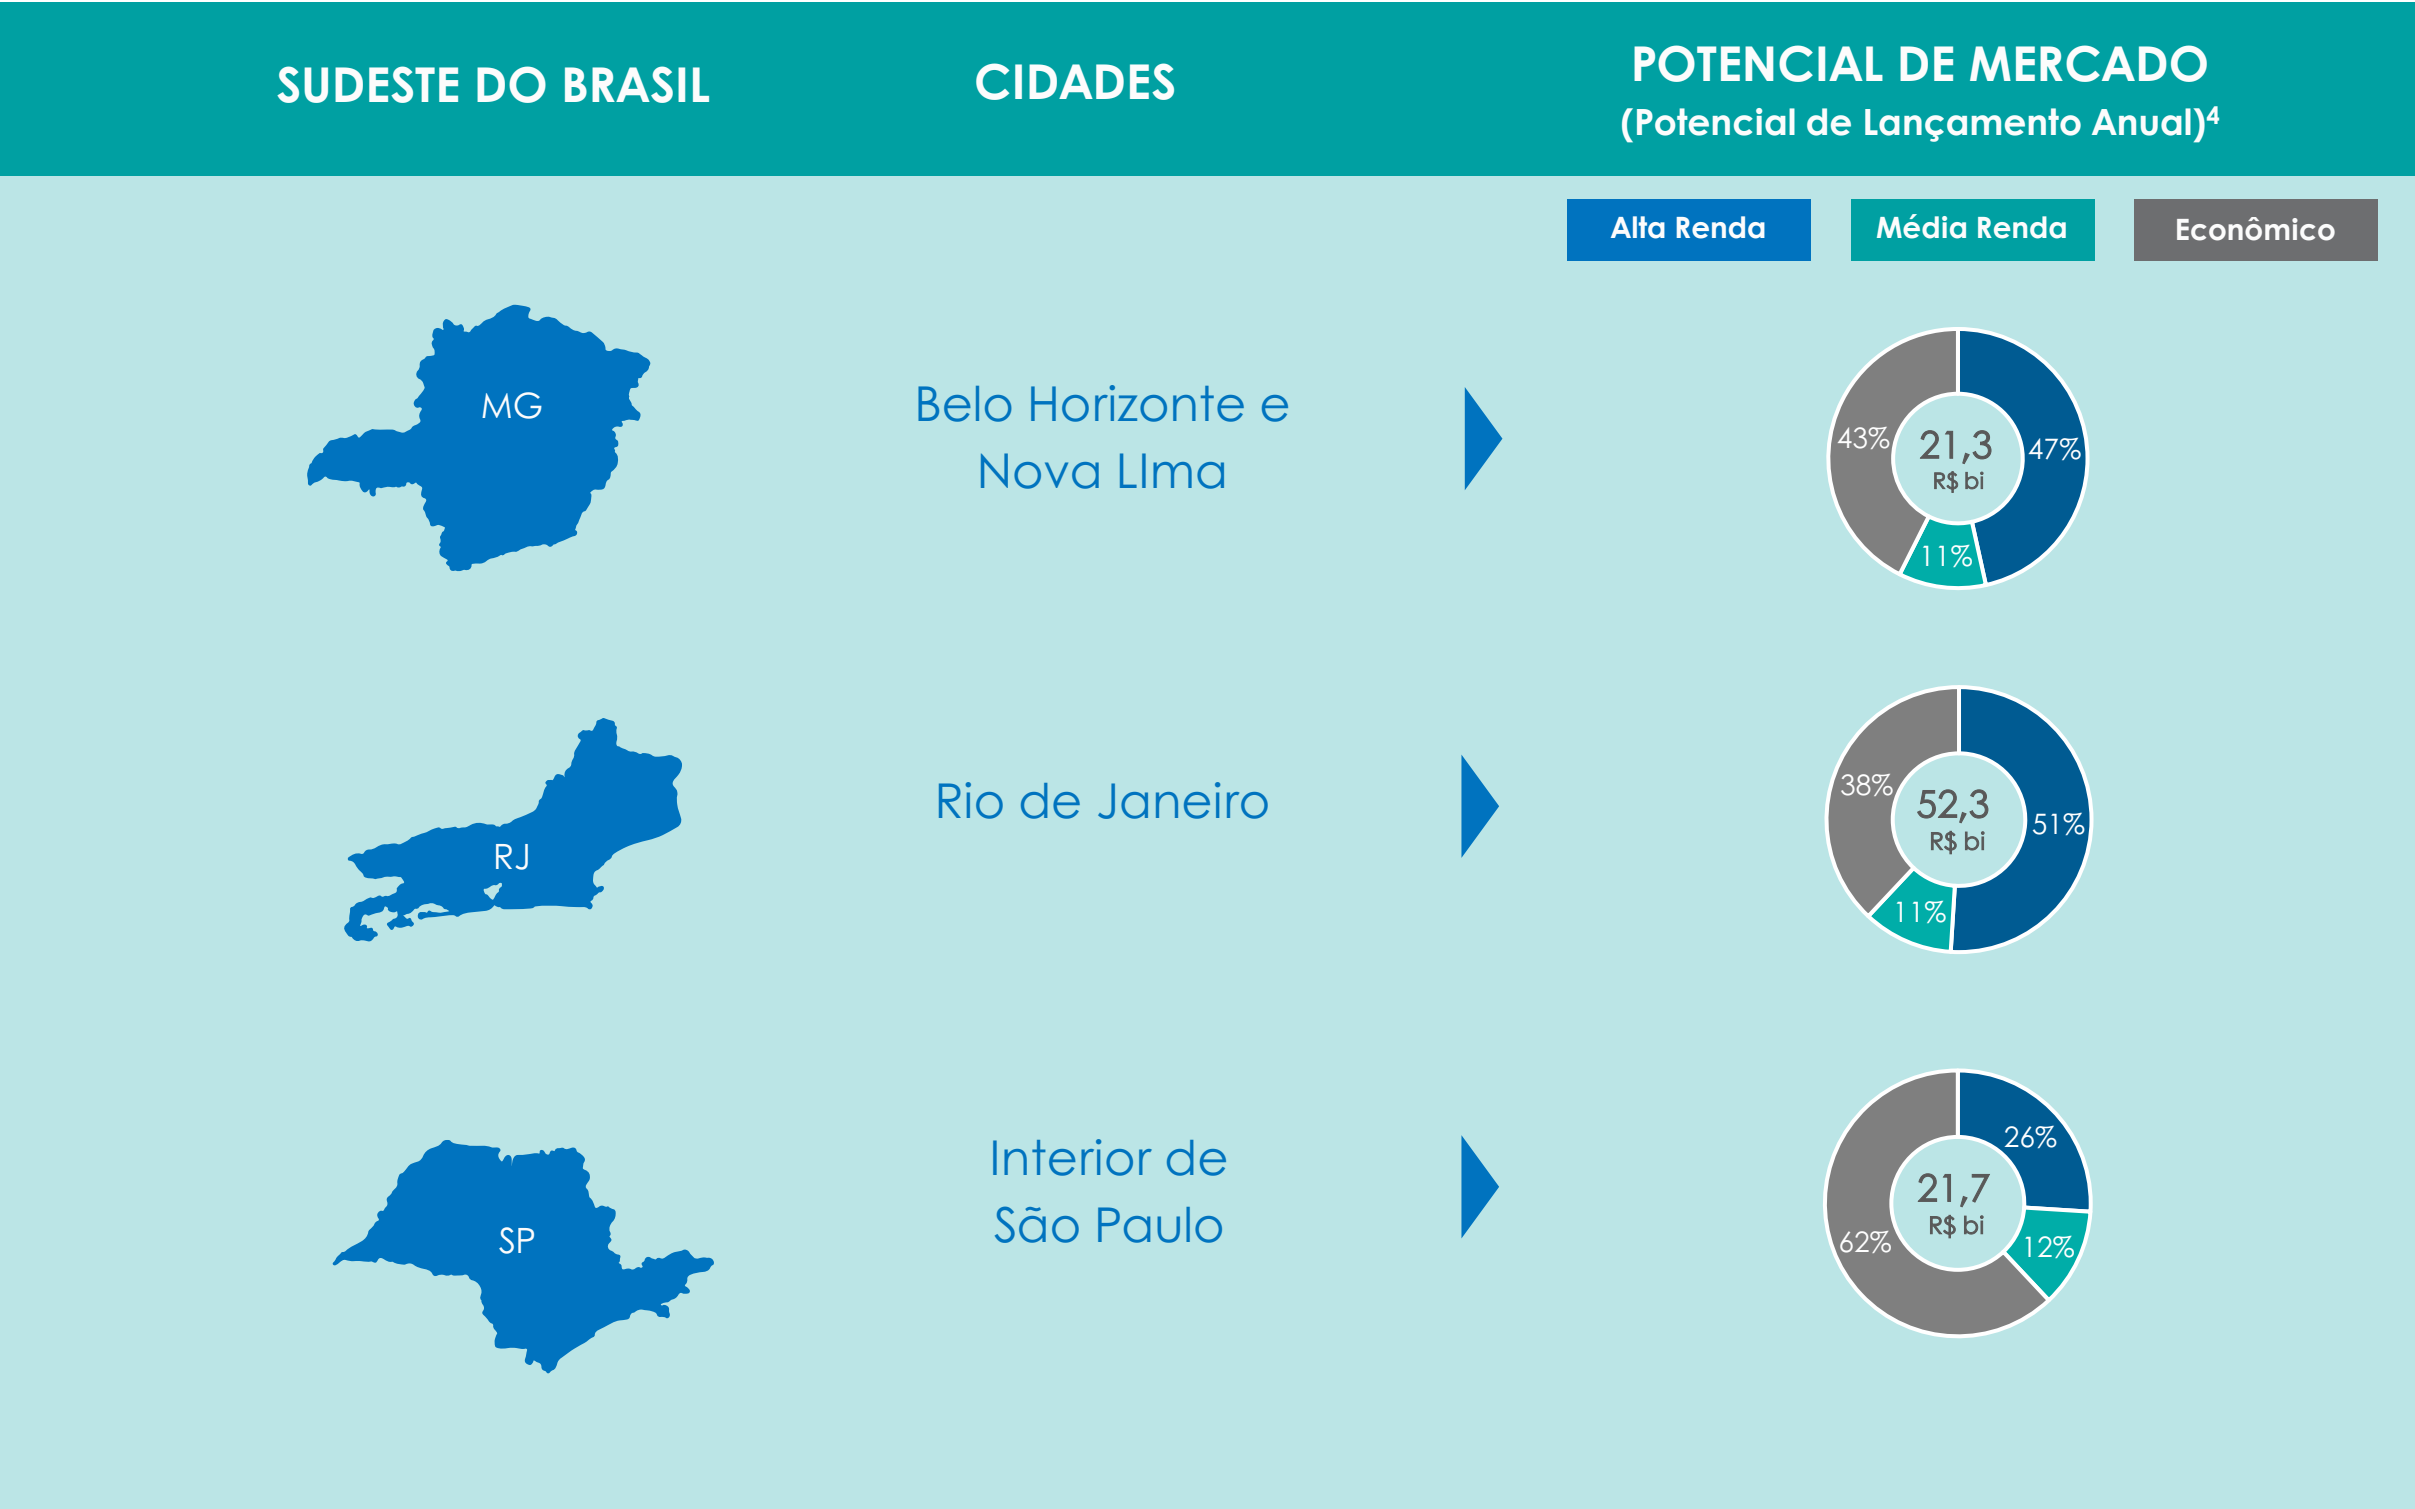 SUDESTE DO BRASIL
CIDADES
POTENCIAL DE MERCADO
(Potencial de Lançamento Anual)⁴
Alta Renda
Média Renda
Econômico
MG
Belo Horizonte e
Nova LIma
43%
21,3
R$ bi
47%
11%
RJ
Rio de Janeiro
38%
52,3
R$ bi
51%
11%
SP
Interior de
São Paulo
26%
21,7
R$ bi
62%
12%